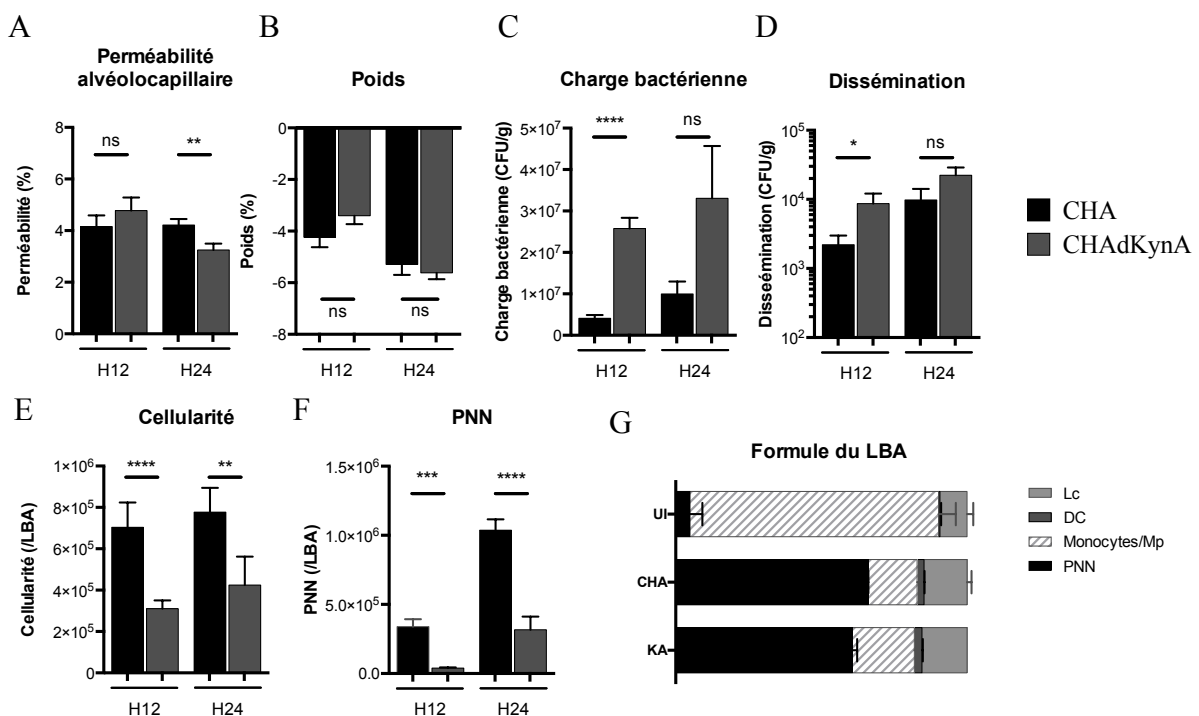 A
Perméabilité
alvéolocapillaire
ns
**
Perméabilité (%)
8
6
4
2
0
H12
H24
B
Poids
Poids (%)
0
-2
-4
-6
-8
ns
ns
H12
H24
C
Charge bactérienne
****
ns
Charge bactérienne (CFU/g)
5×10⁷
4×10⁷
3×10⁷
2×10⁷
1×10⁷
0
H12
H24
D
Dissémination
*
ns
Disseémination (CFU/g)
10⁵
10⁴
10³
10²
H12
H24
CHA
CHAdKynA
E
Cellularité
****
**
Cellularité (/LBA)
1×10⁶
8×10⁵
6×10⁵
4×10⁵
2×10⁵
0
H12
H24
F
PNN
***
****
PNN (/LBA)
1.5×10⁶
1.0×10⁶
5.0×10⁵
0.0
H12
H24
G
Formule du LBA
UI
CHA
KA
Lc
DC
Monocytes/Mp
PNN